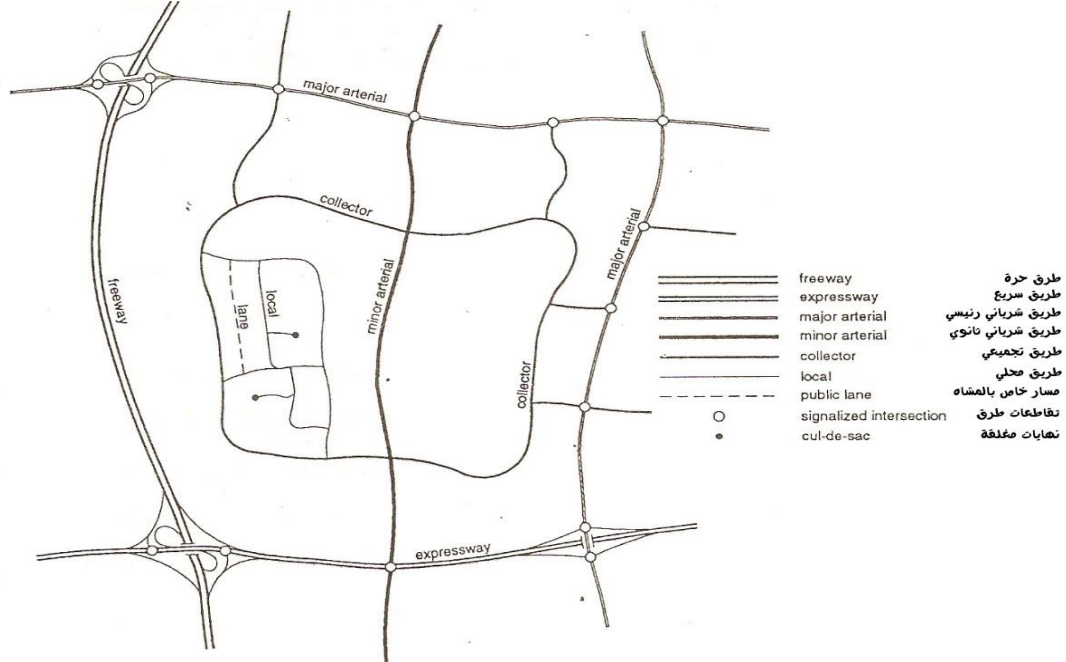 major arterial
collector
freeway
lane
local
minor arterial
major arterial
collector
expressway
freeway طرق حرة
expressway طريق سريع
major arterial طريق شرياني رئيسي
minor arterial طريق شرياني ثانوي
collector طريق تجميعي
local طريق محلي
public lane مسار خاص بالمشاه
signalized intersection تقاطعات طرق
cul-de-sac نهايات مغلقة